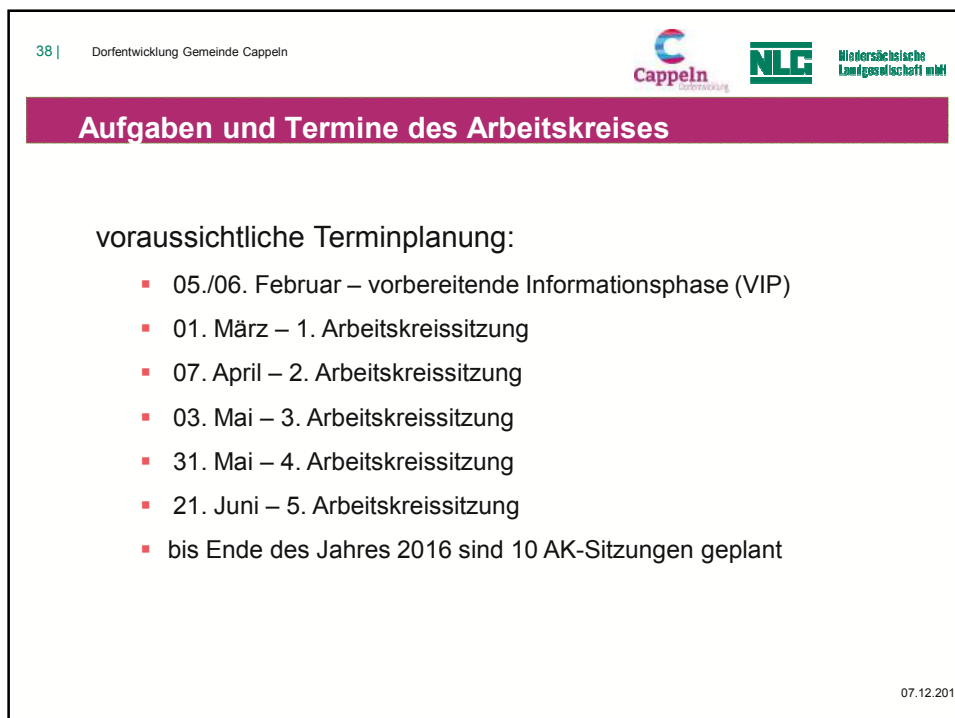 38 | Dorfentwicklung Gemeinde Cappeln
Cappeln
Dorfentwicklung
NLG
Niedersächsische
Landgesellschaft mbH
Aufgaben und Termine des Arbeitskreises
voraussichtliche Terminplanung:
▪ 05./06. Februar – vorbereitende Informationsphase (VIP)
▪ 01. März – 1. Arbeitskreissitzung
▪ 07. April – 2. Arbeitskreissitzung
▪ 03. Mai – 3. Arbeitskreissitzung
▪ 31. Mai – 4. Arbeitskreissitzung
▪ 21. Juni – 5. Arbeitskreissitzung
▪ bis Ende des Jahres 2016 sind 10 AK-Sitzungen geplant
07.12.201